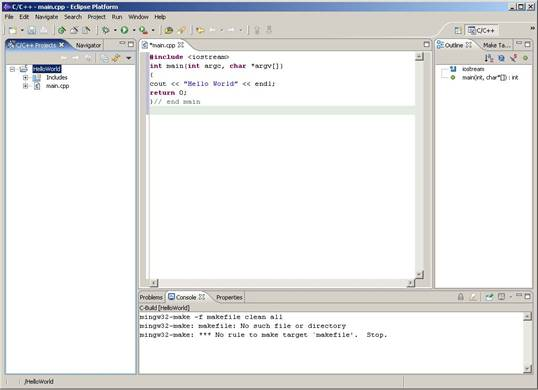 C/C++ - main.cpp - Eclipse Platform
File Edit Navigate Search Project Run Window Help
C/C++
C/C++ Projects Navigator
HelloWorld
Includes
main.cpp
*main.cpp
#include <iostream>
int main(int argc, char *argv[])
{
cout << "Hello World" << endl;
return 0;
}// end main
Outline Make Ta...
iostream
main(int, char*[]) : int
Problems Console Properties
C-Build [HelloWorld]
mingw32-make -f makefile clean all
mingw32-make: makefile: No such file or directory
mingw32-make: *** No rule to make target `makefile'.  Stop.
/HelloWorld